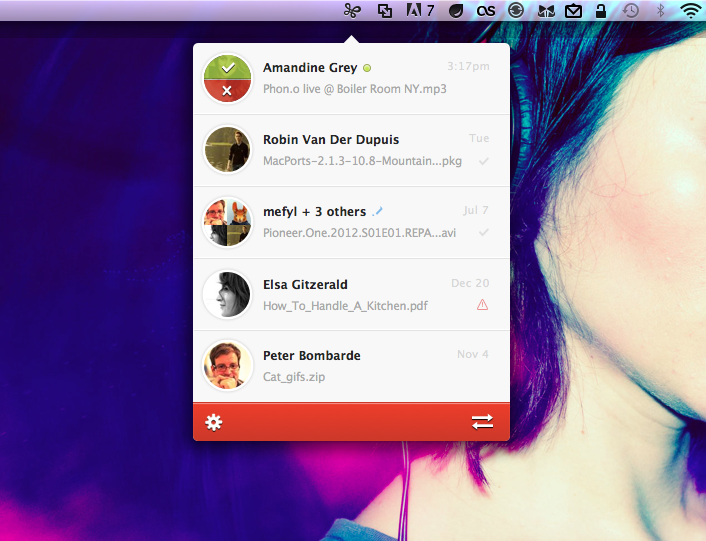 7
Amandine Grey
3:17pm
Phon.o live @ Boiler Room NY.mp3
Robin Van Der Dupuis
Tue
MacPorts-2.1.3-10.8-Mountain...pkg
mefyl + 3 others
Jul 7
Pioneer.One.2012.S01E01.REPA...avi
Elsa Gitzerald
Dec 20
How_To_Handle_A_Kitchen.pdf
Peter Bombarde
Nov 4
Cat_gifs.zip